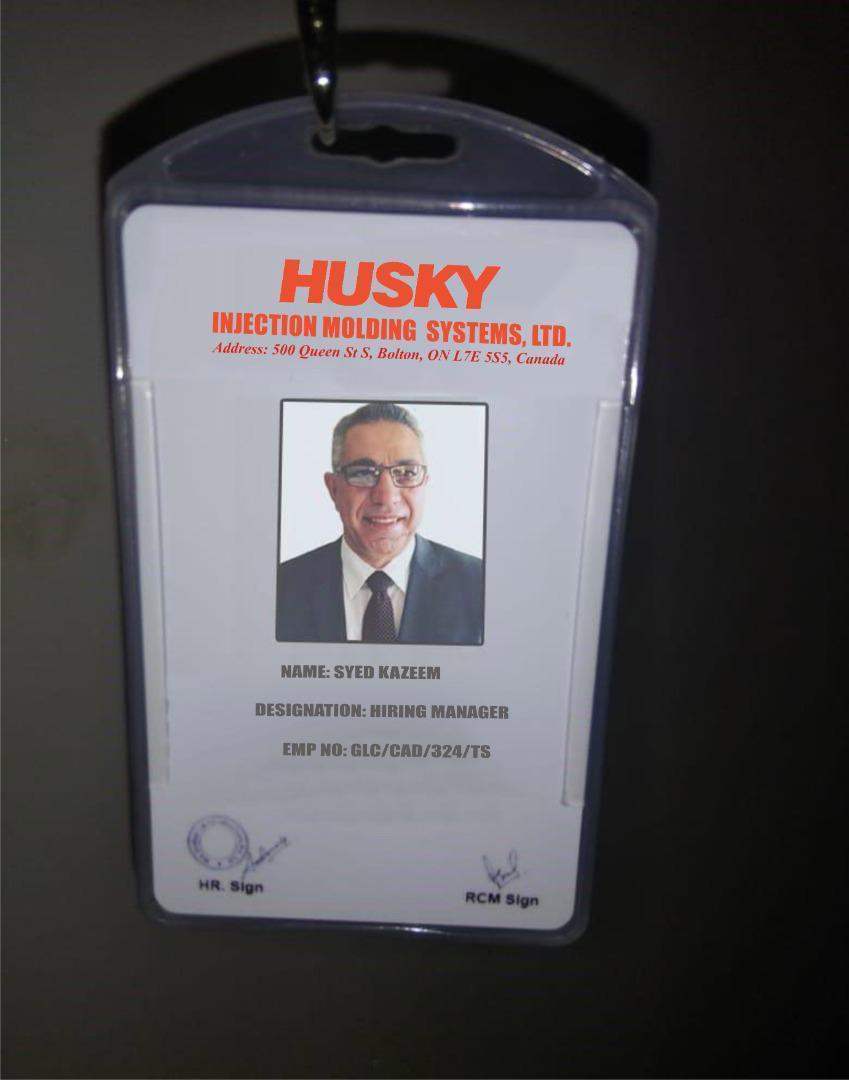 HUSKY
INJECTION MOLDING SYSTEMS, LTD.
Address: 500 Queen St S, Bolton, ON L7E 5S5, Canada
NAME: SYED KAZEEM
DESIGNATION: HIRING MANAGER
EMP NO: GLC/CAD/324/TS
HR. Sign
RCM Sign